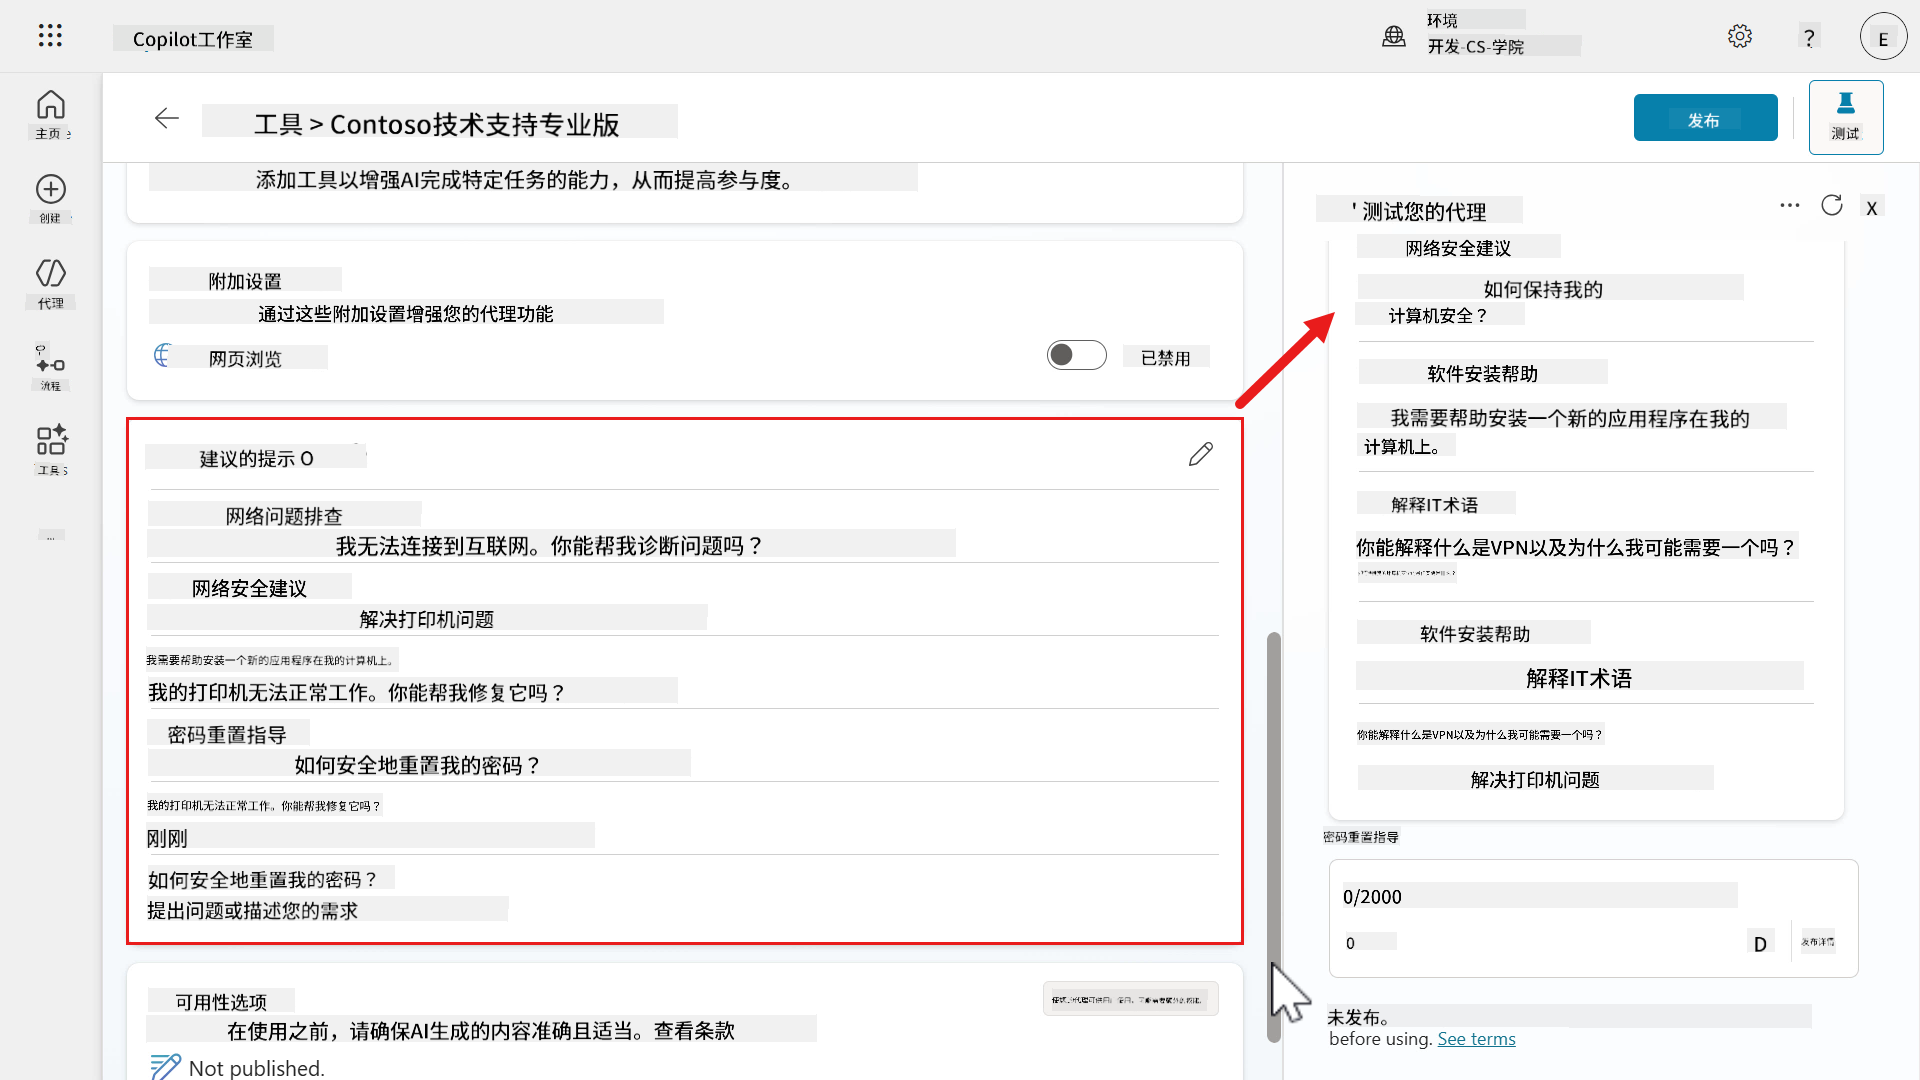 Copilot工作室
环境
开发-CS-学院
?
E
主页
创建
代理
流程
工具
...
工具 > Contoso技术支持专业版
发布
测试
添加工具以增强AI完成特定任务的能力，从而提高参与度。
附加设置
通过这些附加设置增强您的代理功能
网页浏览
已禁用
建议的提示 O
网络问题排查
我无法连接到互联网。你能帮我诊断问题吗？
网络安全建议
解决打印机问题
我需要帮助安装一个新的应用程序在我的计算机上。
我的打印机无法正常工作。你能帮我修复它吗？
密码重置指导
如何安全地重置我的密码？
我的打印机无法正常工作。你能帮我修复它吗？
刚刚
如何安全地重置我的密码？
提出问题或描述您的需求
可用性选项
在使用之前，请确保AI生成的内容准确且适当。查看条款
Not published.
' 测试您的代理
X
网络安全建议
如何保持我的
计算机安全？
软件安装帮助
我需要帮助安装一个新的应用程序在我的
计算机上。
解释IT术语
你能解释什么是VPN以及为什么我可能需要一个吗？
软件安装帮助
解释IT术语
你能解释什么是VPN以及为什么我可能需要一个吗？
解决打印机问题
密码重置指导
0/2000
0
D
发布详情
未发布。
before using. See terms